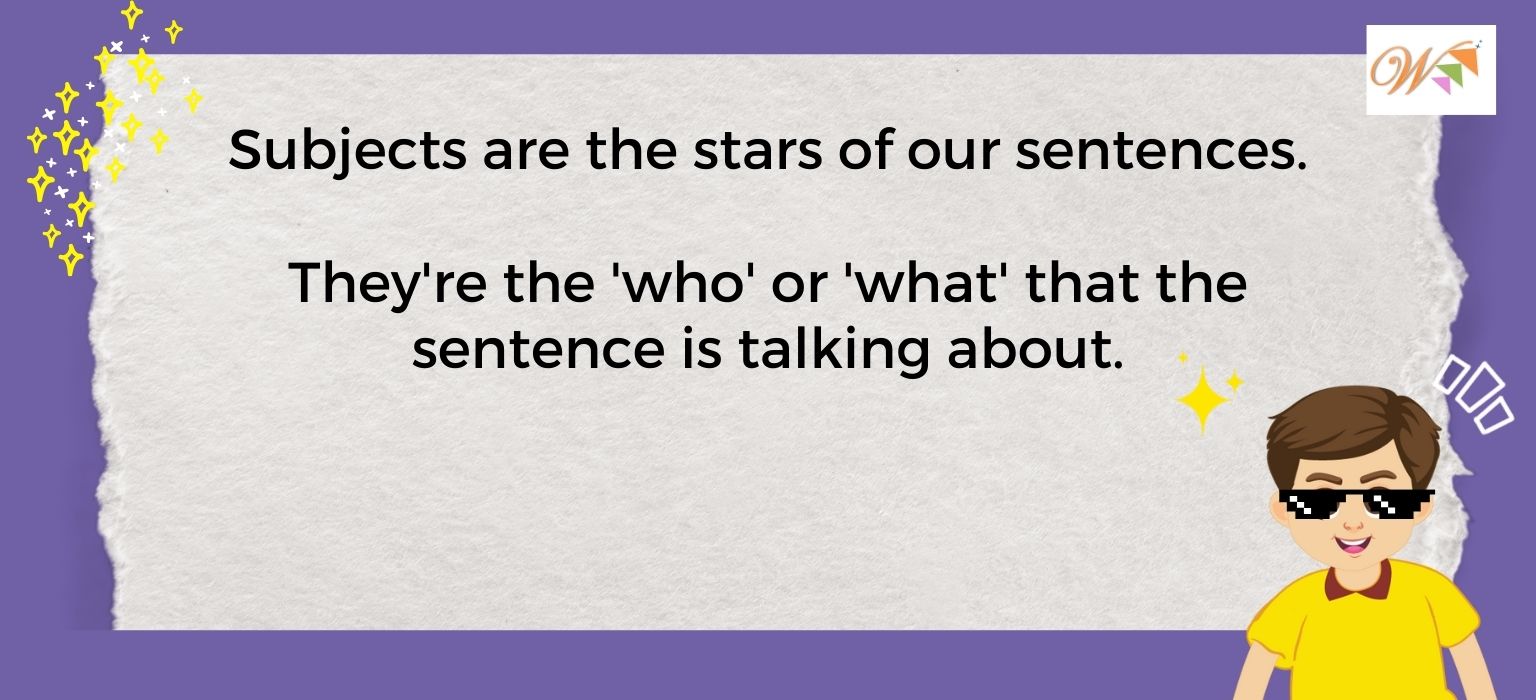 W
Subjects are the stars of our sentences.
They're the 'who' or 'what' that the
sentence is talking about.